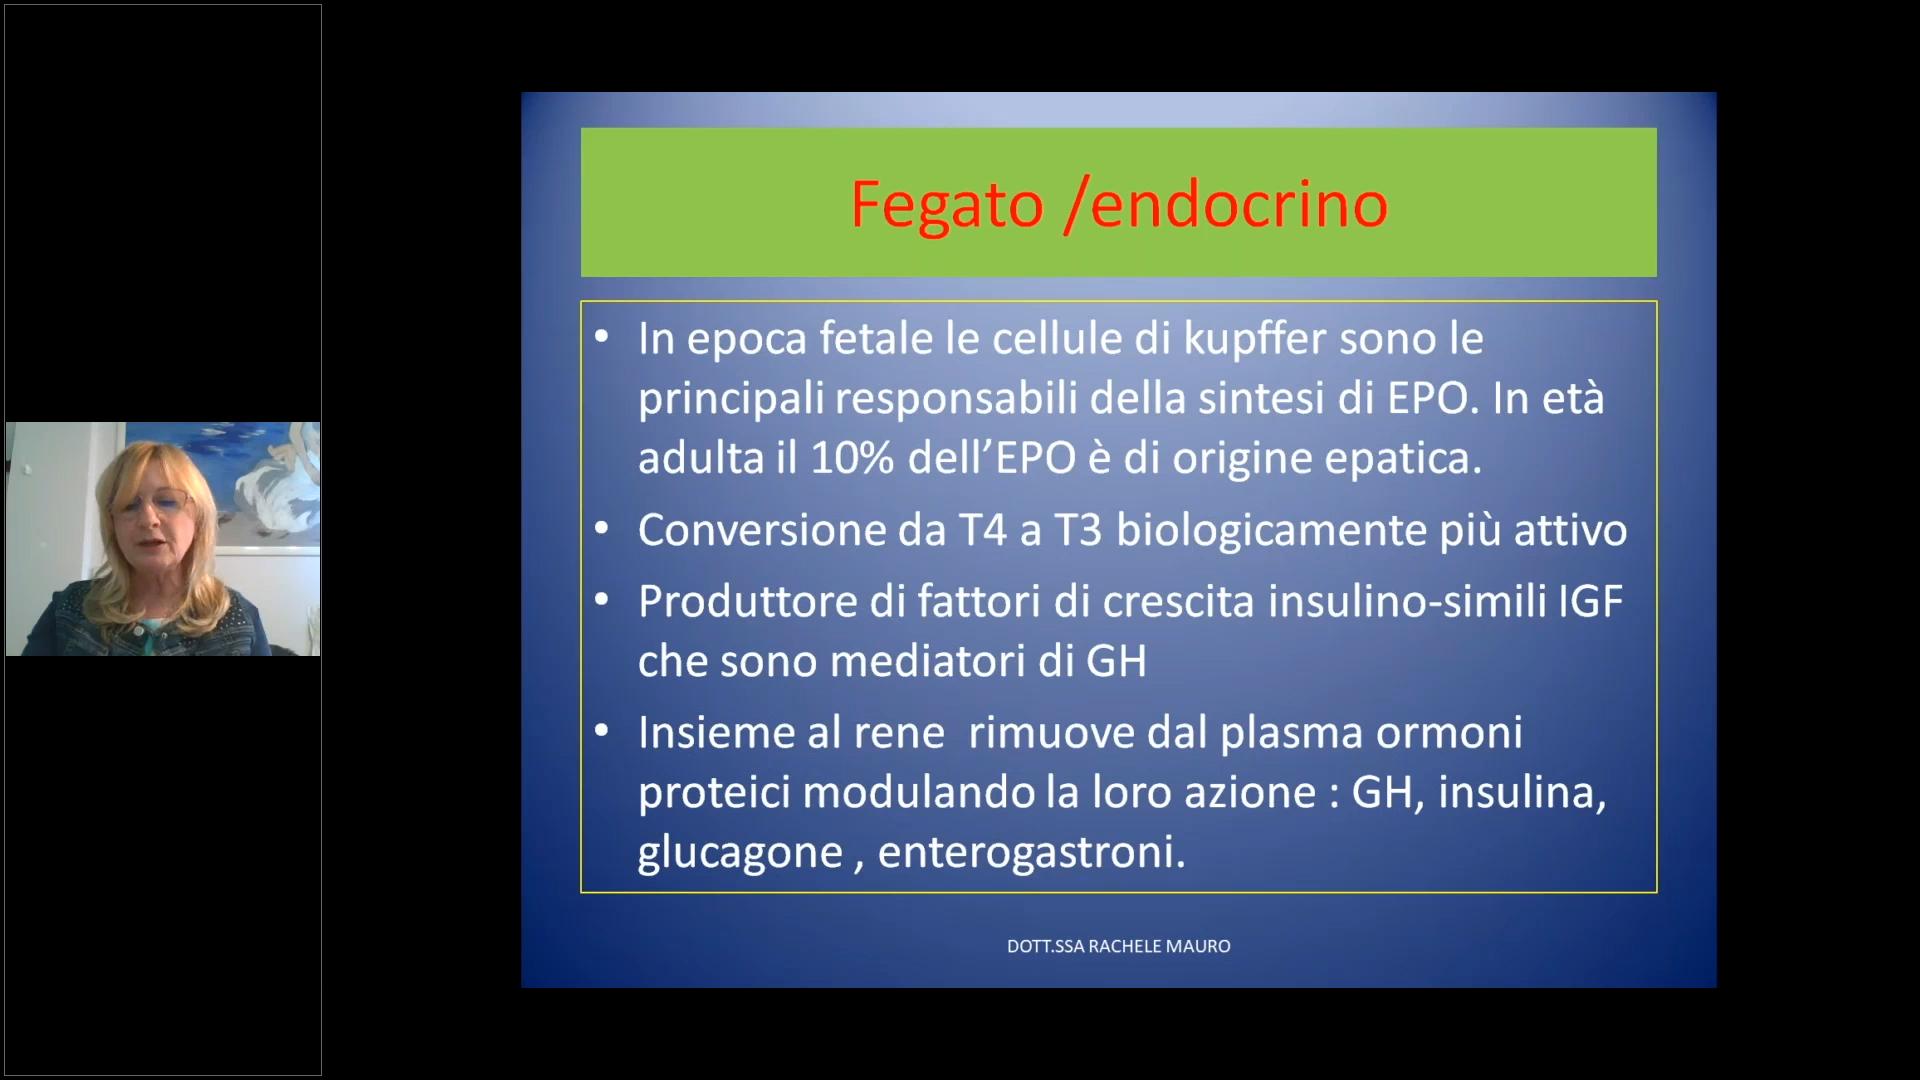 Fegato /endocrino
• In epoca fetale le cellule di kupffer sono le
principali responsabili della sintesi di EPO. In età
adulta il 10% dell’EPO è di origine epatica.
• Conversione da T4 a T3 biologicamente più attivo
• Produttore di fattori di crescita insulino-simili IGF
che sono mediatori di GH
• Insieme al rene  rimuove dal plasma ormoni
proteici modulando la loro azione : GH, insulina,
glucagone , enterogastroni.
DOTT.SSA RACHELE MAURO